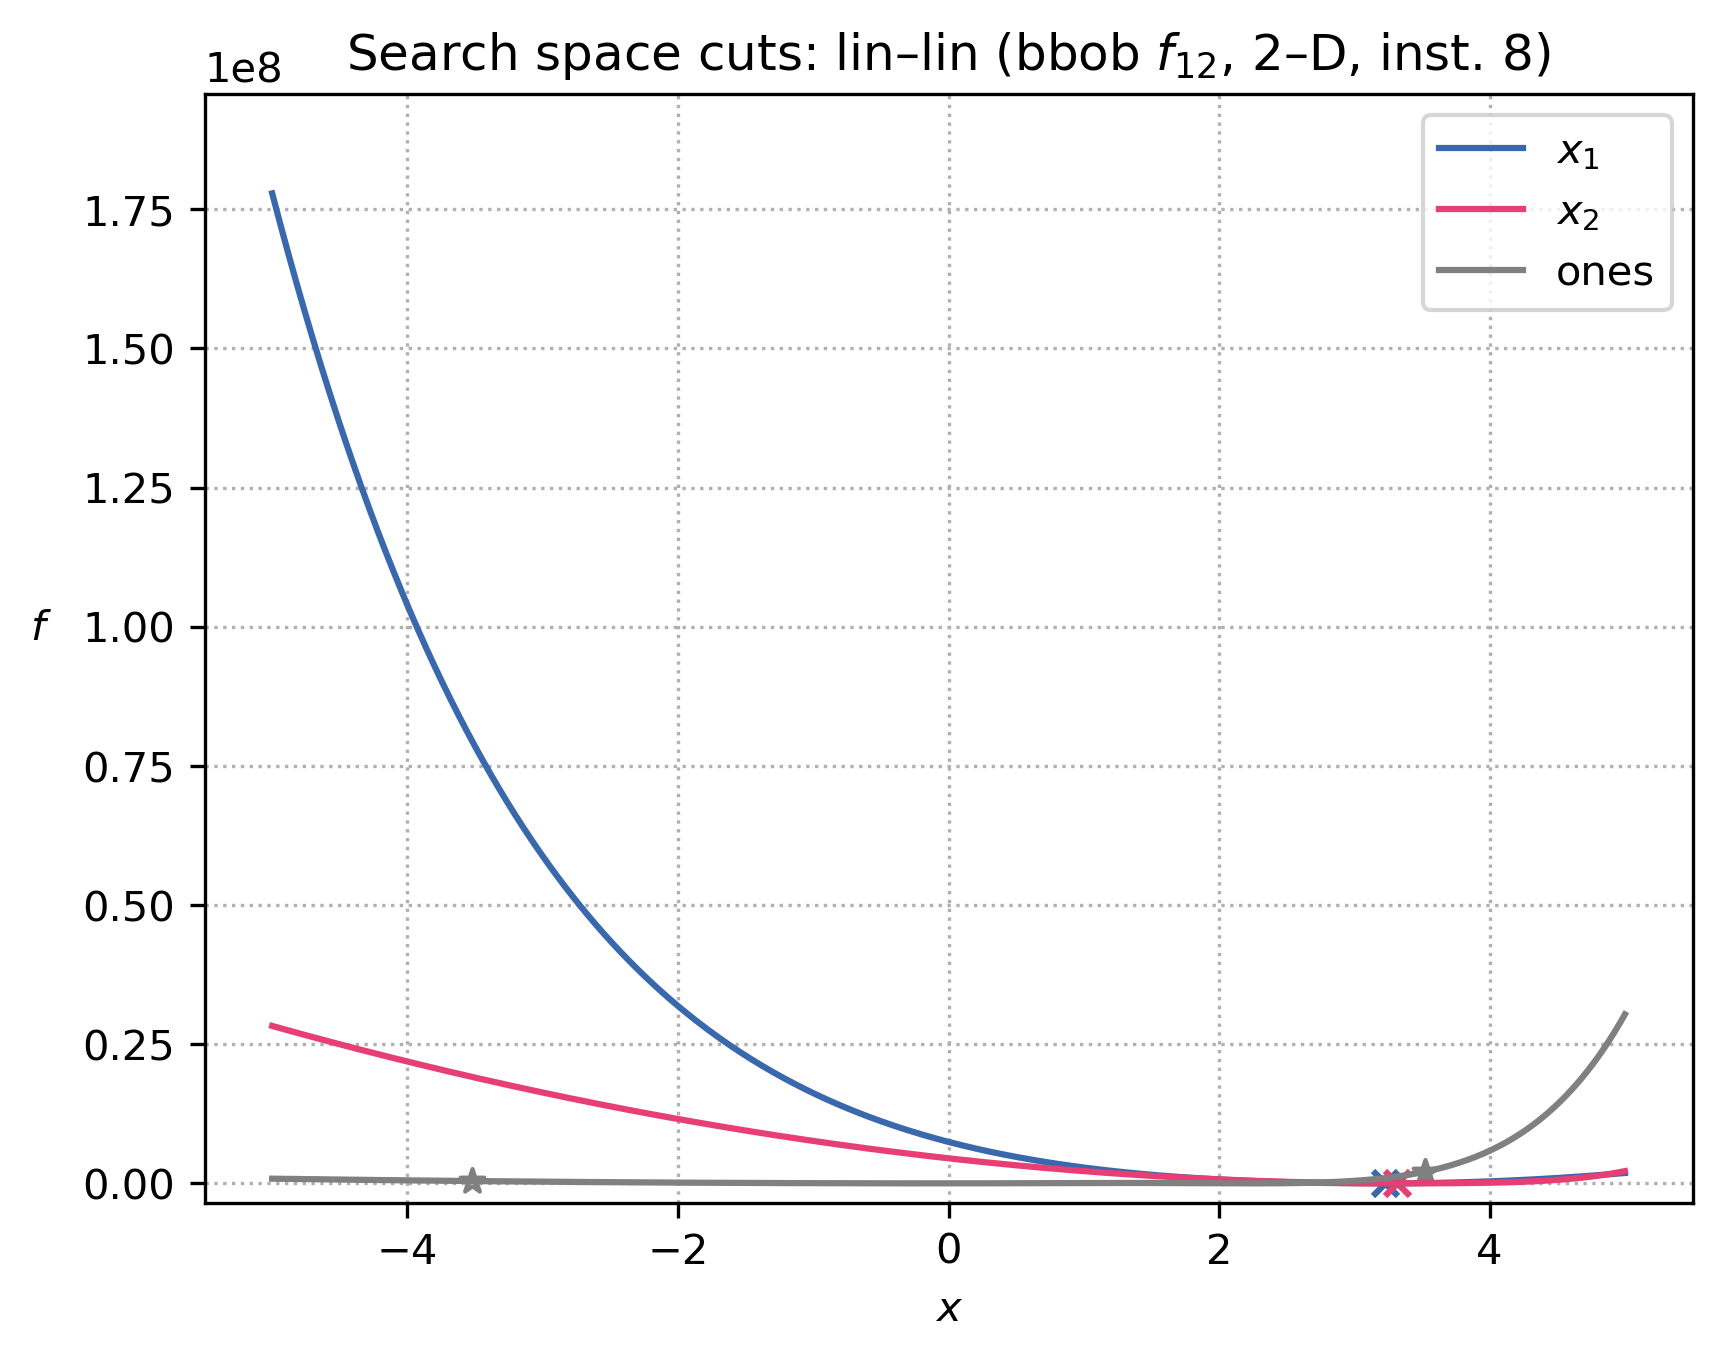 1e8
Search space cuts: lin–lin (bbob f12, 2–D, inst. 8)
x1
x2
ones
1.75
1.50
1.25
1.00
0.75
0.50
0.25
0.00
f
−4 −2 0 2 4
x